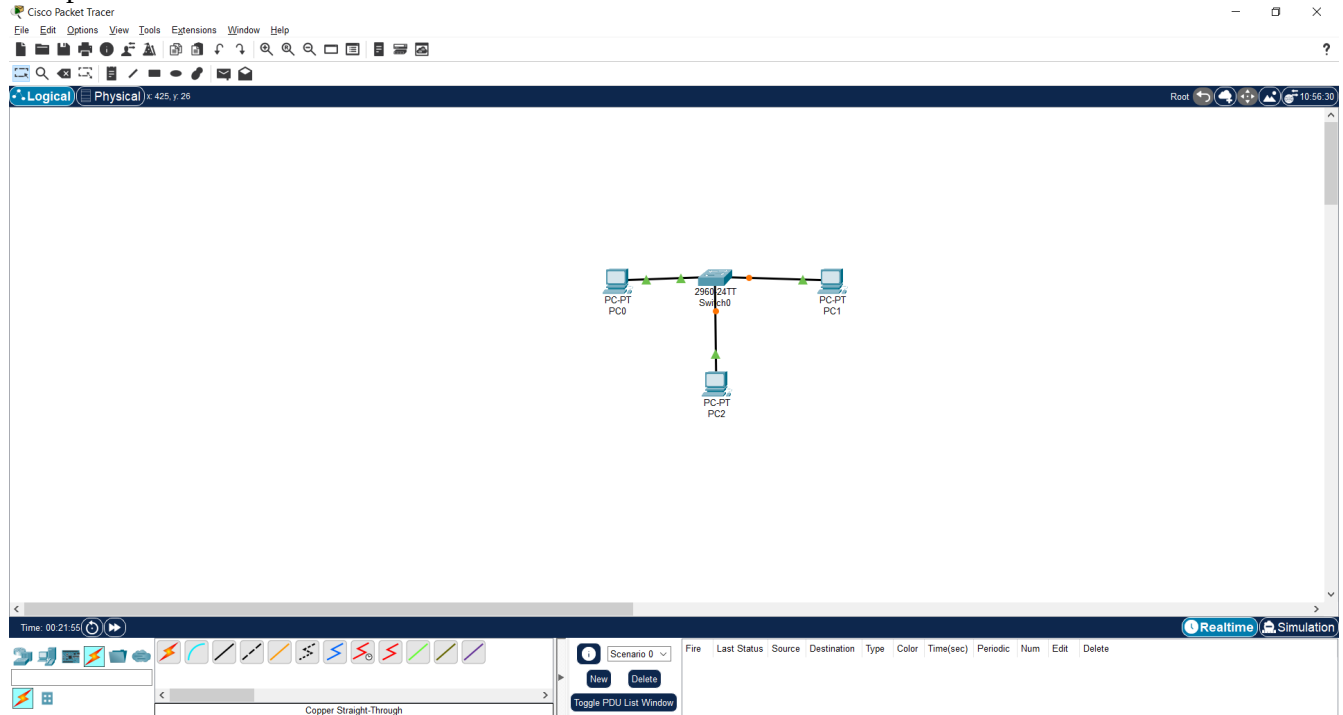 Cisco Packet Tracer
File Edit Options View Tools Extensions Window Help
?
Logical Physical x: 425, y: 26 Root 10:56:30
2960-24TT
Switch0
PC-PT
PC0
PC-PT
PC1
PC-PT
PC2
Time: 00:21:55 Realtime Simulation
Scenario 0 Fire Last Status Source Destination Type Color Time(sec) Periodic Num Edit Delete
New Delete
Toggle PDU List Window
Copper Straight-Through